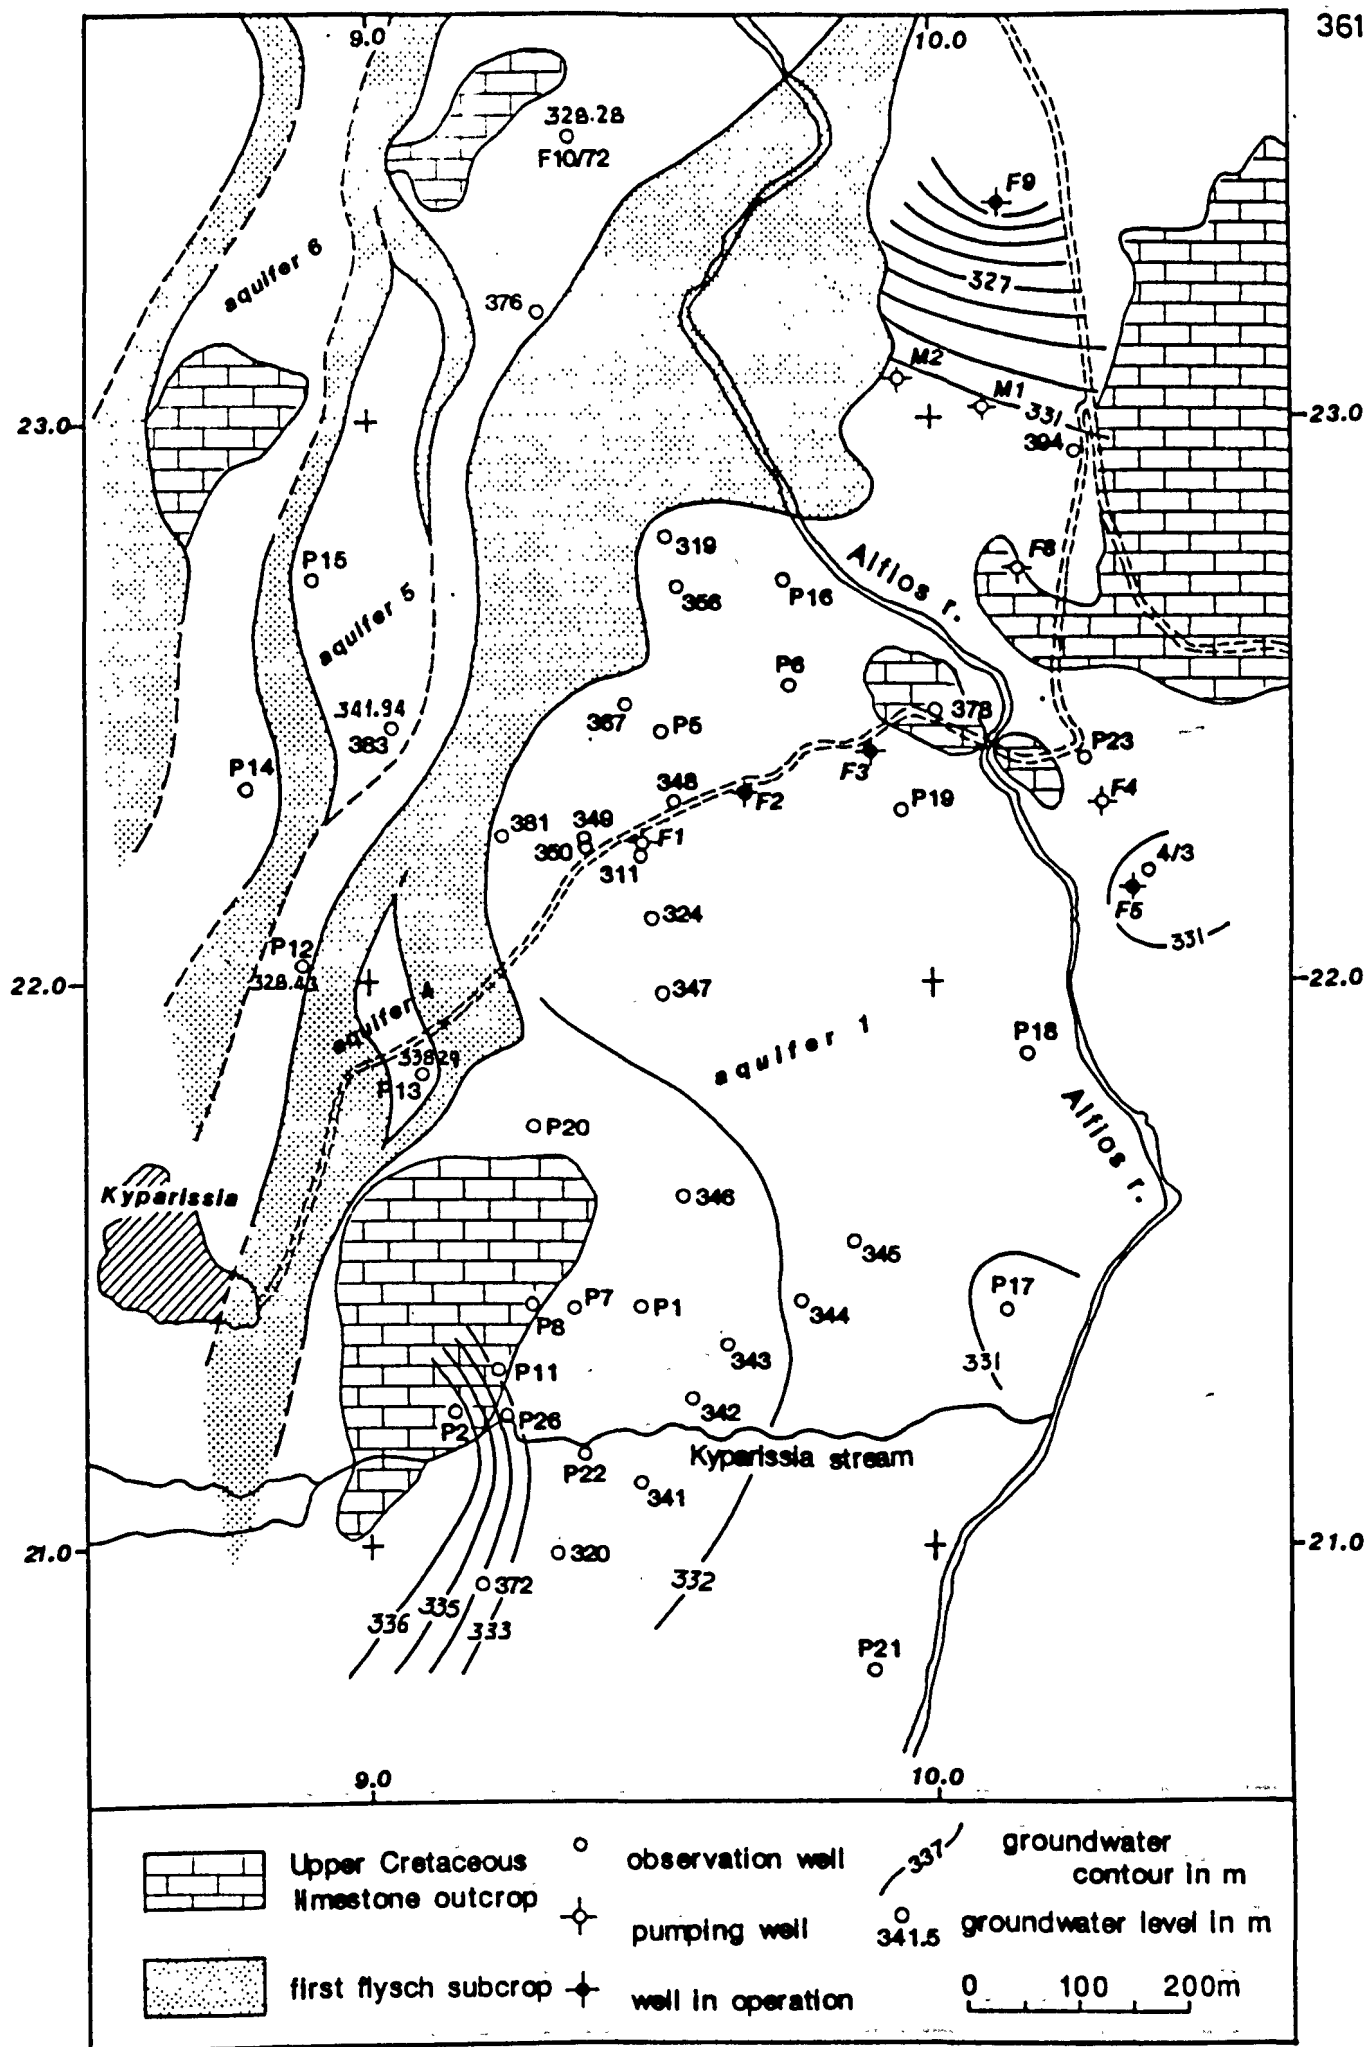 361
9.0
10.0
328.28
F10/72
F9
aquifer 6
376
327
M2
M1
331
394
23.0
23.0
319
356
P16
Alfios r.
F8
P15
aquifer 5
P6
341.94
383
367
P5
378
P23
P14
348
F3
F2
P19
F4
381
349
350
F1
311
4/3
F5
331
324
P12
328.43
22.0
22.0
347
aquifer 4
338.29
P13
aquifer 1
P18
Alfios r.
P20
Kyparissia
346
345
P17
P8
P7
P1
344
331
343
P11
342
P2
P26
Kyparissia stream
P22
341
21.0
21.0
320
372
332
336
335
333
P21
9.0
10.0
Upper Cretaceous
limestone outcrop
observation well
337
groundwater
contour in m
pumping well
341.5
groundwater level in m
first flysch subcrop
well in operation
0 100 200m